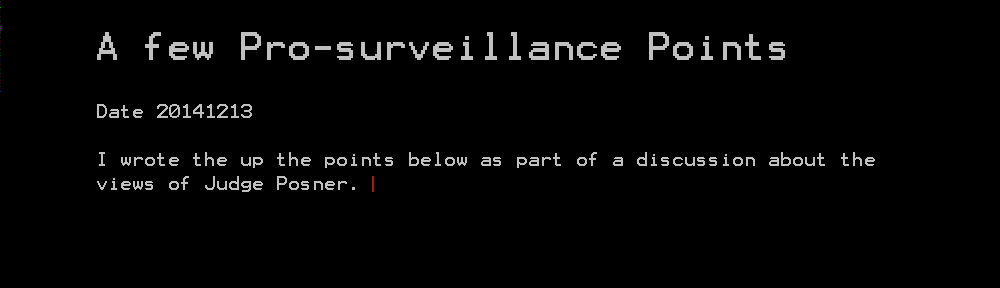 A few Pro-surveillance Points
Date 20141213
I wrote the up the points below as part of a discussion about the
views of Judge Posner.